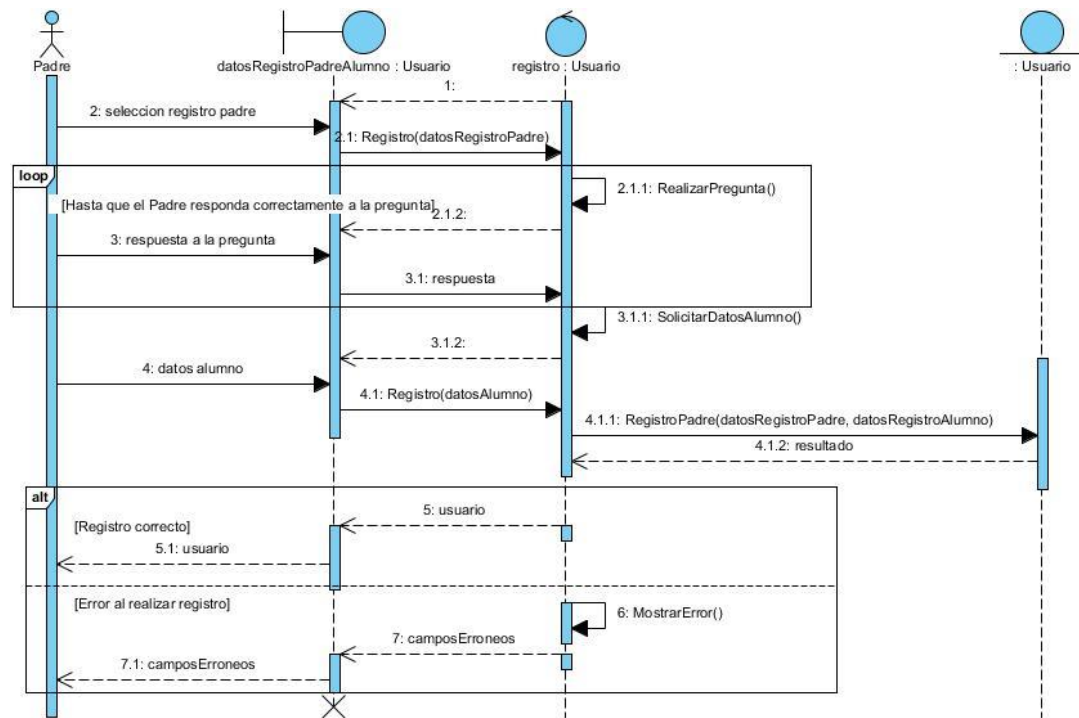 Padre
datosRegistroPadreAlumno : Usuario
registro : Usuario
: Usuario
1:
2: seleccion registro padre
2.1: Registro(datosRegistroPadre)
loop
2.1.1: RealizarPregunta()
[Hasta que el Padre responda correctamente a la pregunta]
2.1.2:
3: respuesta a la pregunta
3.1: respuesta
3.1.1: SolicitarDatosAlumno()
3.1.2:
4: datos alumno
4.1: Registro(datosAlumno)
4.1.1: RegistroPadre(datosRegistroPadre, datosRegistroAlumno)
4.1.2: resultado
alt
5: usuario
[Registro correcto]
5.1: usuario
[Error al realizar registro]
6: MostrarError()
7: camposErroneos
7.1: camposErroneos